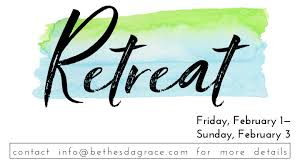 Retreat
Friday, February 1—
Sunday, February 3
contact info@bethesdagrace.com for more details